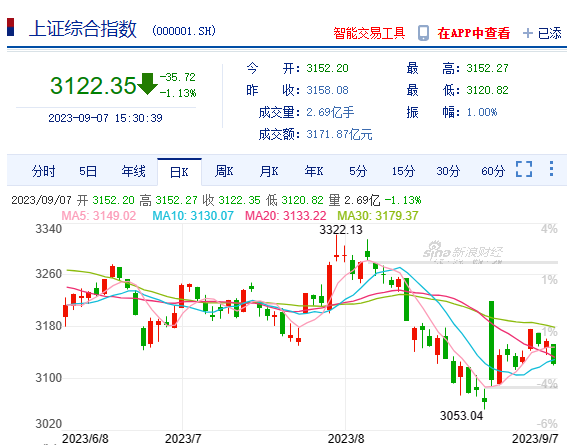 上证综合指数 (000001.SH) 智能交易工具 在APP中查看 + 已添
3122.35 -35.72
-1.13%
2023-09-07 15:30:39
今 开: 3152.20 最 高: 3152.27
昨 收: 3158.08 最 低: 3120.82
成交量: 2.69亿手 振 幅: 1.00%
成交额: 3171.87亿元
分时 5日 年线 日K 周K 月K 年K 5分 15分 30分 60分
2023/09/07 开 3152.20 高 3152.27 收 3122.35 低 3120.82 量 2.69亿 -1.13%
MA5: 3149.02 MA10: 3130.07 MA20: 3133.22 MA30: 3179.37
3340 3322.13 4%
sina新浪财经
3260 1%
3180 -1%
3100 -4%
3053.04
3020 -6%
2023/6/8 2023/7 2023/8 2023/9/7